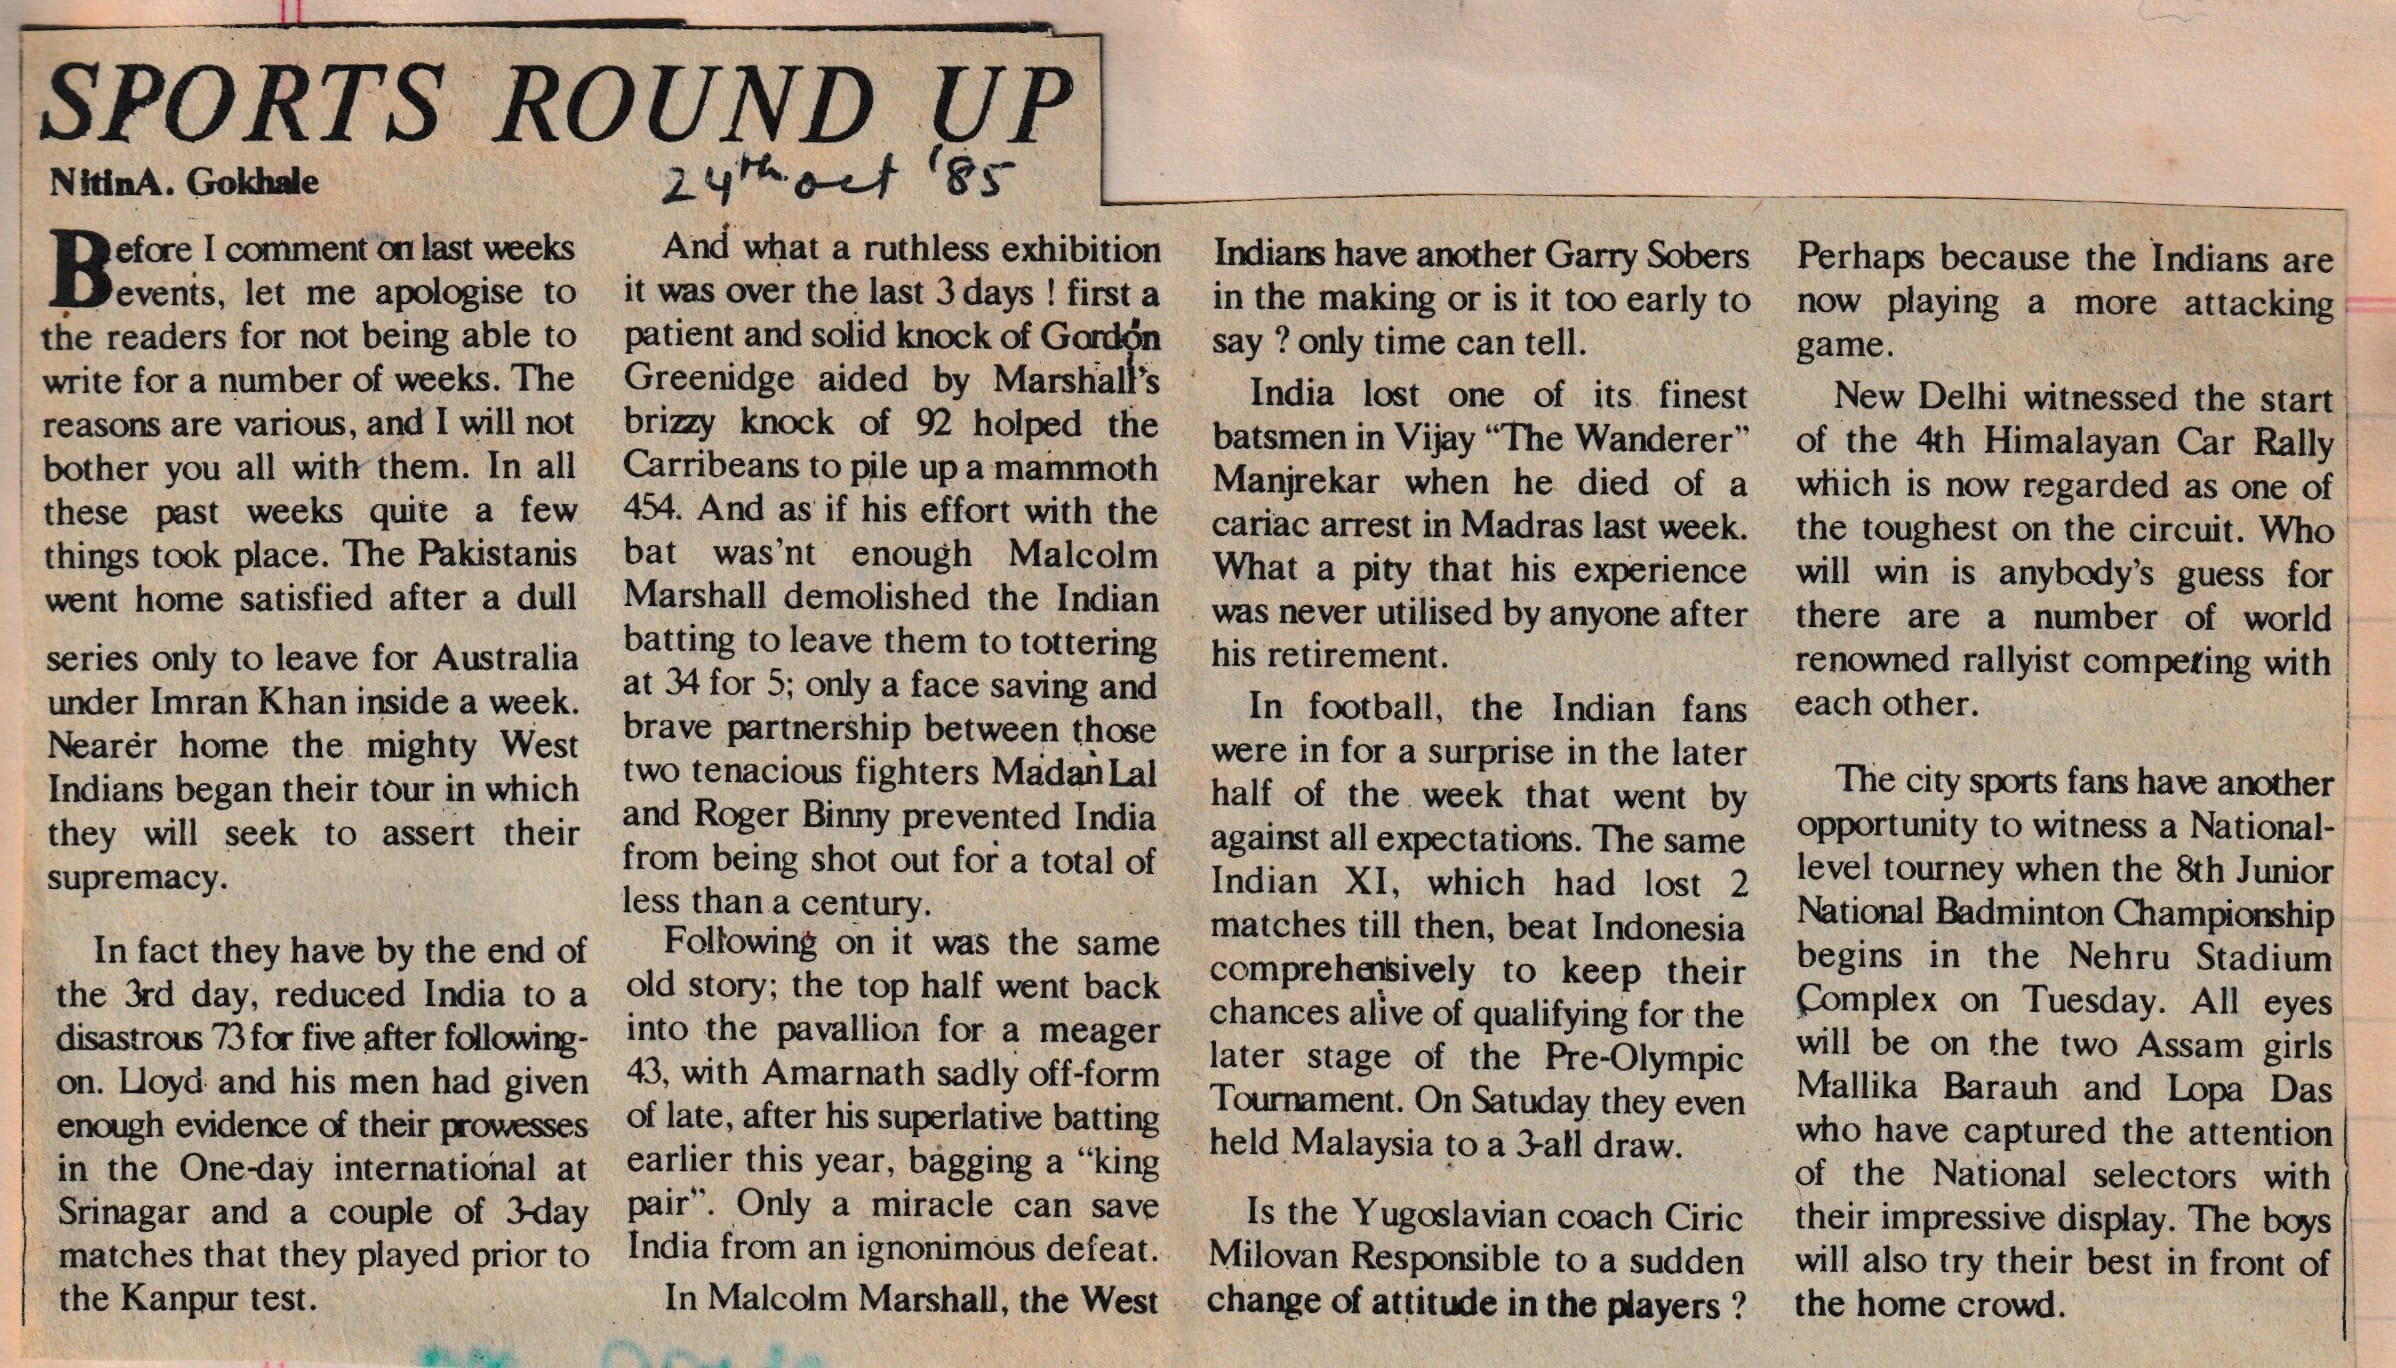 SPORTS ROUND UP
NitinA. Gokhale
24th oct '85
Before I comment on last weeks
events, let me apologise to
the readers for not being able to
write for a number of weeks. The
reasons are various, and I will not
bother you all with them. In all
these past weeks quite a few
things took place. The Pakistanis
went home satisfied after a dull
series only to leave for Australia
under Imran Khan inside a week.
Nearer home the mighty West
Indians began their tour in which
they will seek to assert their
supremacy.
In fact they have by the end of
the 3rd day, reduced India to a
disastrous 73 for five after following-
on. Lloyd and his men had given
enough evidence of their prowesses
in the One-day international at
Srinagar and a couple of 3-day
matches that they played prior to
the Kanpur test.
And what a ruthless exhibition
it was over the last 3 days ! first a
patient and solid knock of Gordon
Greenidge aided by Marshall's
brizzy knock of 92 holped the
Carribeans to pile up a mammoth
454. And as if his effort with the
bat was'nt enough Malcolm
Marshall demolished the Indian
batting to leave them to tottering
at 34 for 5; only a face saving and
brave partnership between those
two tenacious fighters Madan Lal
and Roger Binny prevented India
from being shot out for a total of
less than a century.
Following on it was the same
old story; the top half went back
into the pavallion for a meager
43, with Amarnath sadly off-form
of late, after his superlative batting
earlier this year, bagging a “king
pair”. Only a miracle can save
India from an ignonimous defeat.
In Malcolm Marshall, the West
Indians have another Garry Sobers
in the making or is it too early to
say ? only time can tell.
India lost one of its finest
batsmen in Vijay “The Wanderer”
Manjrekar when he died of a
cariac arrest in Madras last week.
What a pity that his experience
was never utilised by anyone after
his retirement.
In football, the Indian fans
were in for a surprise in the later
half of the week that went by
against all expectations. The same
Indian XI, which had lost 2
matches till then, beat Indonesia
comprehensively to keep their
chances alive of qualifying for the
later stage of the Pre-Olympic
Tournament. On Satuday they even
held Malaysia to a 3-all draw.
Is the Yugoslavian coach Ciric
Milovan Responsible to a sudden
change of attitude in the players ?
Perhaps because the Indians are
now playing a more attacking
game.
New Delhi witnessed the start
of the 4th Himalayan Car Rally
which is now regarded as one of
the toughest on the circuit. Who
will win is anybody's guess for
there are a number of world
renowned rallyist competing with
each other.
The city sports fans have another
opportunity to witness a National-
level tourney when the 8th Junior
National Badminton Championship
begins in the Nehru Stadium
Complex on Tuesday. All eyes
will be on the two Assam girls
Mallika Barauh and Lopa Das
who have captured the attention
of the National selectors with
their impressive display. The boys
will also try their best in front of
the home crowd.